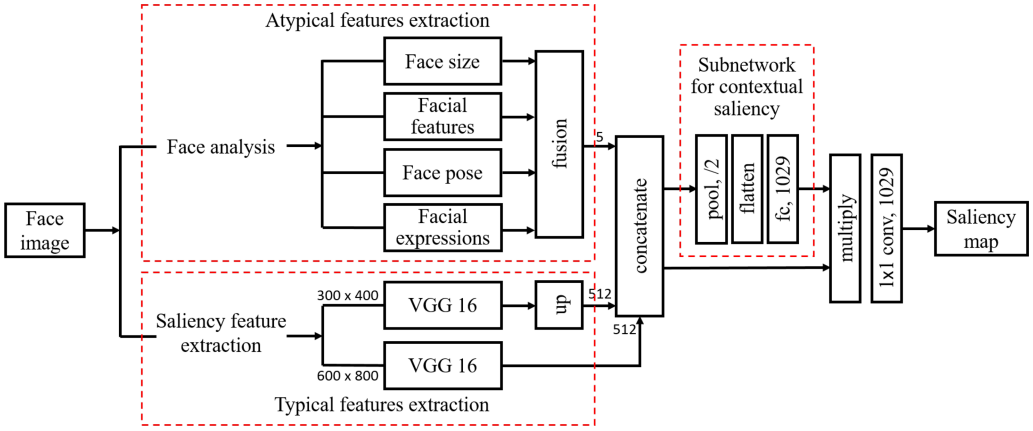 Atypical features extraction
Face size
Facial
features
Face analysis
Face pose
Facial
expressions
fusion
5
Face
image
Saliency feature
extraction
300 x 400
VGG 16
up
512
600 x 800
VGG 16
512
Typical features extraction
concatenate
Subnetwork
for contextual
saliency
pool, /2
flatten
fc, 1029
multiply
1x1 conv, 1029
Saliency
map